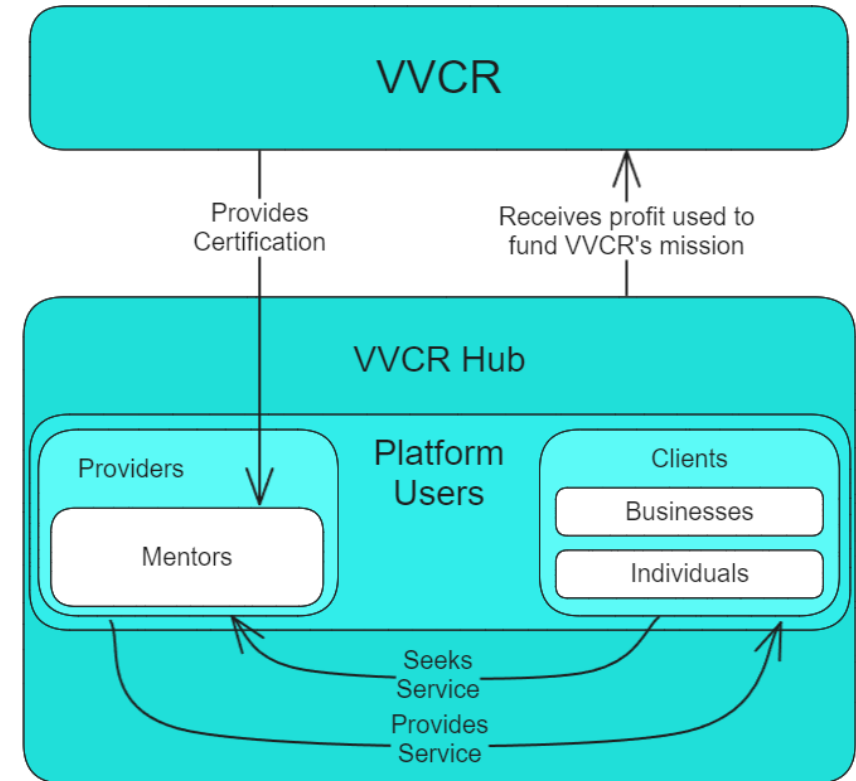 VVCR
Provides
Certification
Receives profit used to
fund VVCR's mission
VVCR Hub
Providers
Platform
Users
Clients
Mentors
Businesses
Individuals
Seeks
Service
Provides
Service